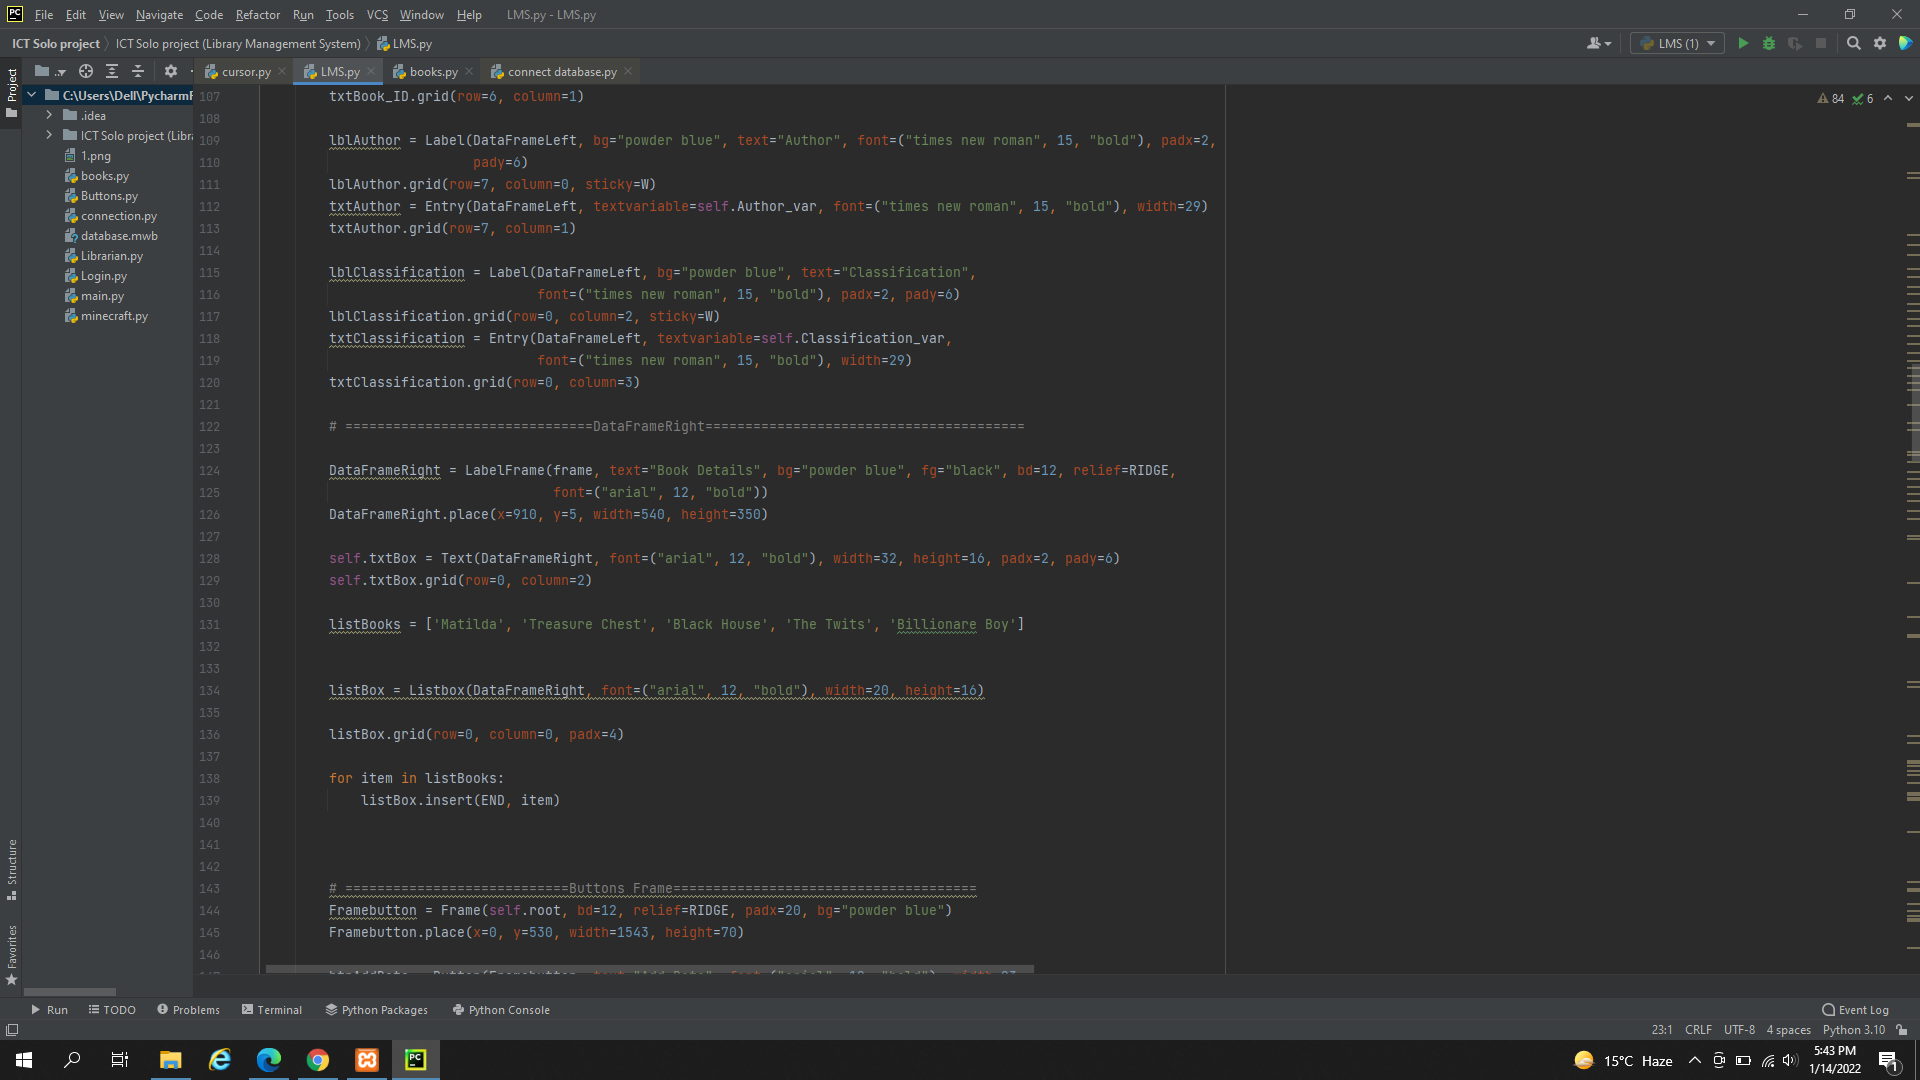 PC File Edit View Navigate Code Refactor Run Tools VCS Window Help LMS.py - LMS.py
ICT Solo project ICT Solo project (Library Management System) LMS.py LMS (1)
.. cursor.py LMS.py books.py connect database.py
Project
C:\Users\Dell\PycharmP
.idea
ICT Solo project (Libra
1.png
books.py
Buttons.py
connection.py
database.mwb
Librarian.py
Login.py
main.py
minecraft.py
Structure
Favorites
84 6
107 txtBook_ID.grid(row=6, column=1)
108
109 lblAuthor = Label(DataFrameLeft, bg="powder blue", text="Author", font=("times new roman", 15, "bold"), padx=2,
110 pady=6)
111 lblAuthor.grid(row=7, column=0, sticky=W)
112 txtAuthor = Entry(DataFrameLeft, textvariable=self.Author_var, font=("times new roman", 15, "bold"), width=29)
113 txtAuthor.grid(row=7, column=1)
114
115 lblClassification = Label(DataFrameLeft, bg="powder blue", text="Classification",
116 font=("times new roman", 15, "bold"), padx=2, pady=6)
117 lblClassification.grid(row=0, column=2, sticky=W)
118 txtClassification = Entry(DataFrameLeft, textvariable=self.Classification_var,
119 font=("times new roman", 15, "bold"), width=29)
120 txtClassification.grid(row=0, column=3)
121
122 # ===============================DataFrameRight========================================
123
124 DataFrameRight = LabelFrame(frame, text="Book Details", bg="powder blue", fg="black", bd=12, relief=RIDGE,
125 font=("arial", 12, "bold"))
126 DataFrameRight.place(x=910, y=5, width=540, height=350)
127
128 self.txtBox = Text(DataFrameRight, font=("arial", 12, "bold"), width=32, height=16, padx=2, pady=6)
129 self.txtBox.grid(row=0, column=2)
130
131 listBooks = ['Matilda', 'Treasure Chest', 'Black House', 'The Twits', 'Billionare Boy']
132
133
134 listBox = Listbox(DataFrameRight, font=("arial", 12, "bold"), width=20, height=16)
135
136 listBox.grid(row=0, column=0, padx=4)
137
138 for item in listBooks:
139 listBox.insert(END, item)
140
141
142
143 # ============================Buttons Frame======================================
144 Framebutton = Frame(self.root, bd=12, relief=RIDGE, padx=20, bg="powder blue")
145 Framebutton.place(x=0, y=530, width=1543, height=70)
146
Run TODO Problems Terminal Python Packages Python Console Event Log
23:1 CRLF UTF-8 4 spaces Python 3.10
PC 15°C Haze 5:43 PM
1/14/2022 1